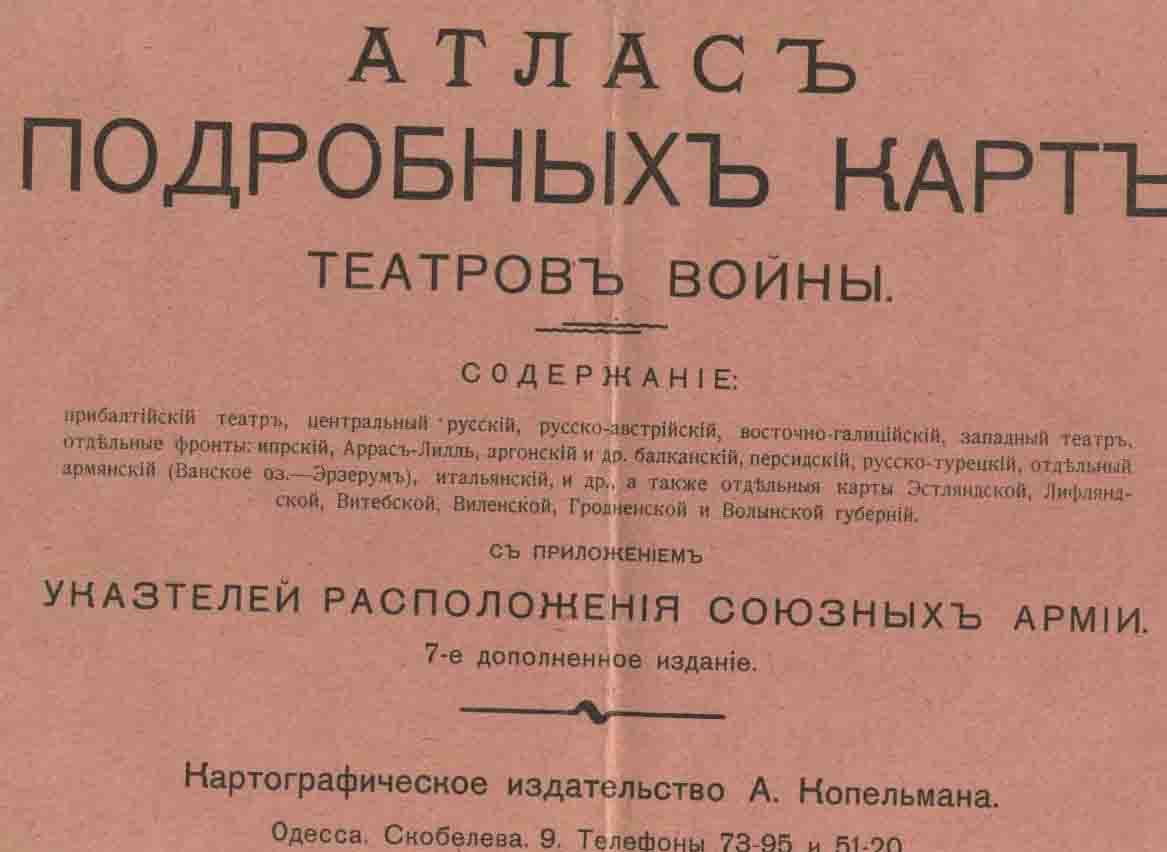 АТЛАСЪ
ПОДРОБНЫХЪ КАРТЪ
ТЕАТРОВЪ ВОЙНЫ.
СОДЕРЖАНІЕ:
прибалтійскій театръ, центральный русскій, русско-австрійскій, восточно-галиційскій, западный театръ,
отдѣльные фронты: ипрскій, Аррасъ-Лилль, аргонскій и др. балканскій, персидскій, русско-турецкій, отдѣльный
армянскій (Ванское оз.—Эрзерумъ), итальянскій, и др., а также отдѣльныя карты Эстляндской, Лифлянд-
ской, Витебской, Виленской, Гродненской и Волынской губерній.
СЪ ПРИЛОЖЕНІЕМЪ
УКАЗТЕЛЕЙ РАСПОЛОЖЕНІЯ СОЮЗНЫХЪ АРМІИ.
7-е дополненное изданіе.
Картографическое издательство А. Копельмана.
Одесса. Скобелева. 9. Телефоны 73-95 и 51-20